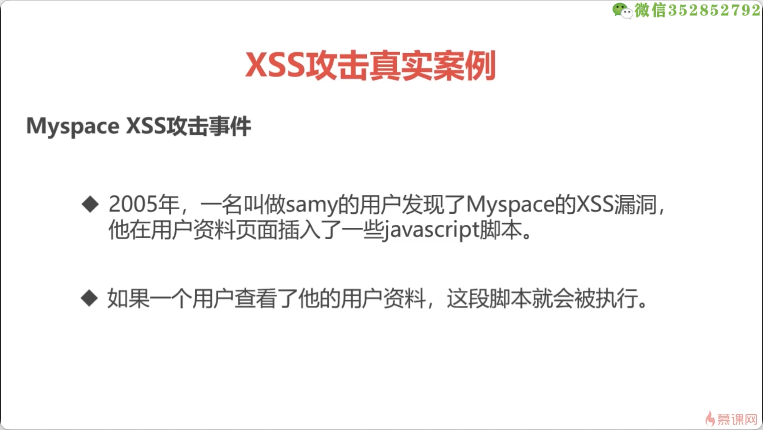 微信352852792
XSS攻击真实案例
Myspace XSS攻击事件
◆ 2005年，一名叫做samy的用户发现了Myspace的XSS漏洞，
他在用户资料页面插入了一些javascript脚本。
◆ 如果一个用户查看了他的用户资料，这段脚本就会被执行。
慕课网